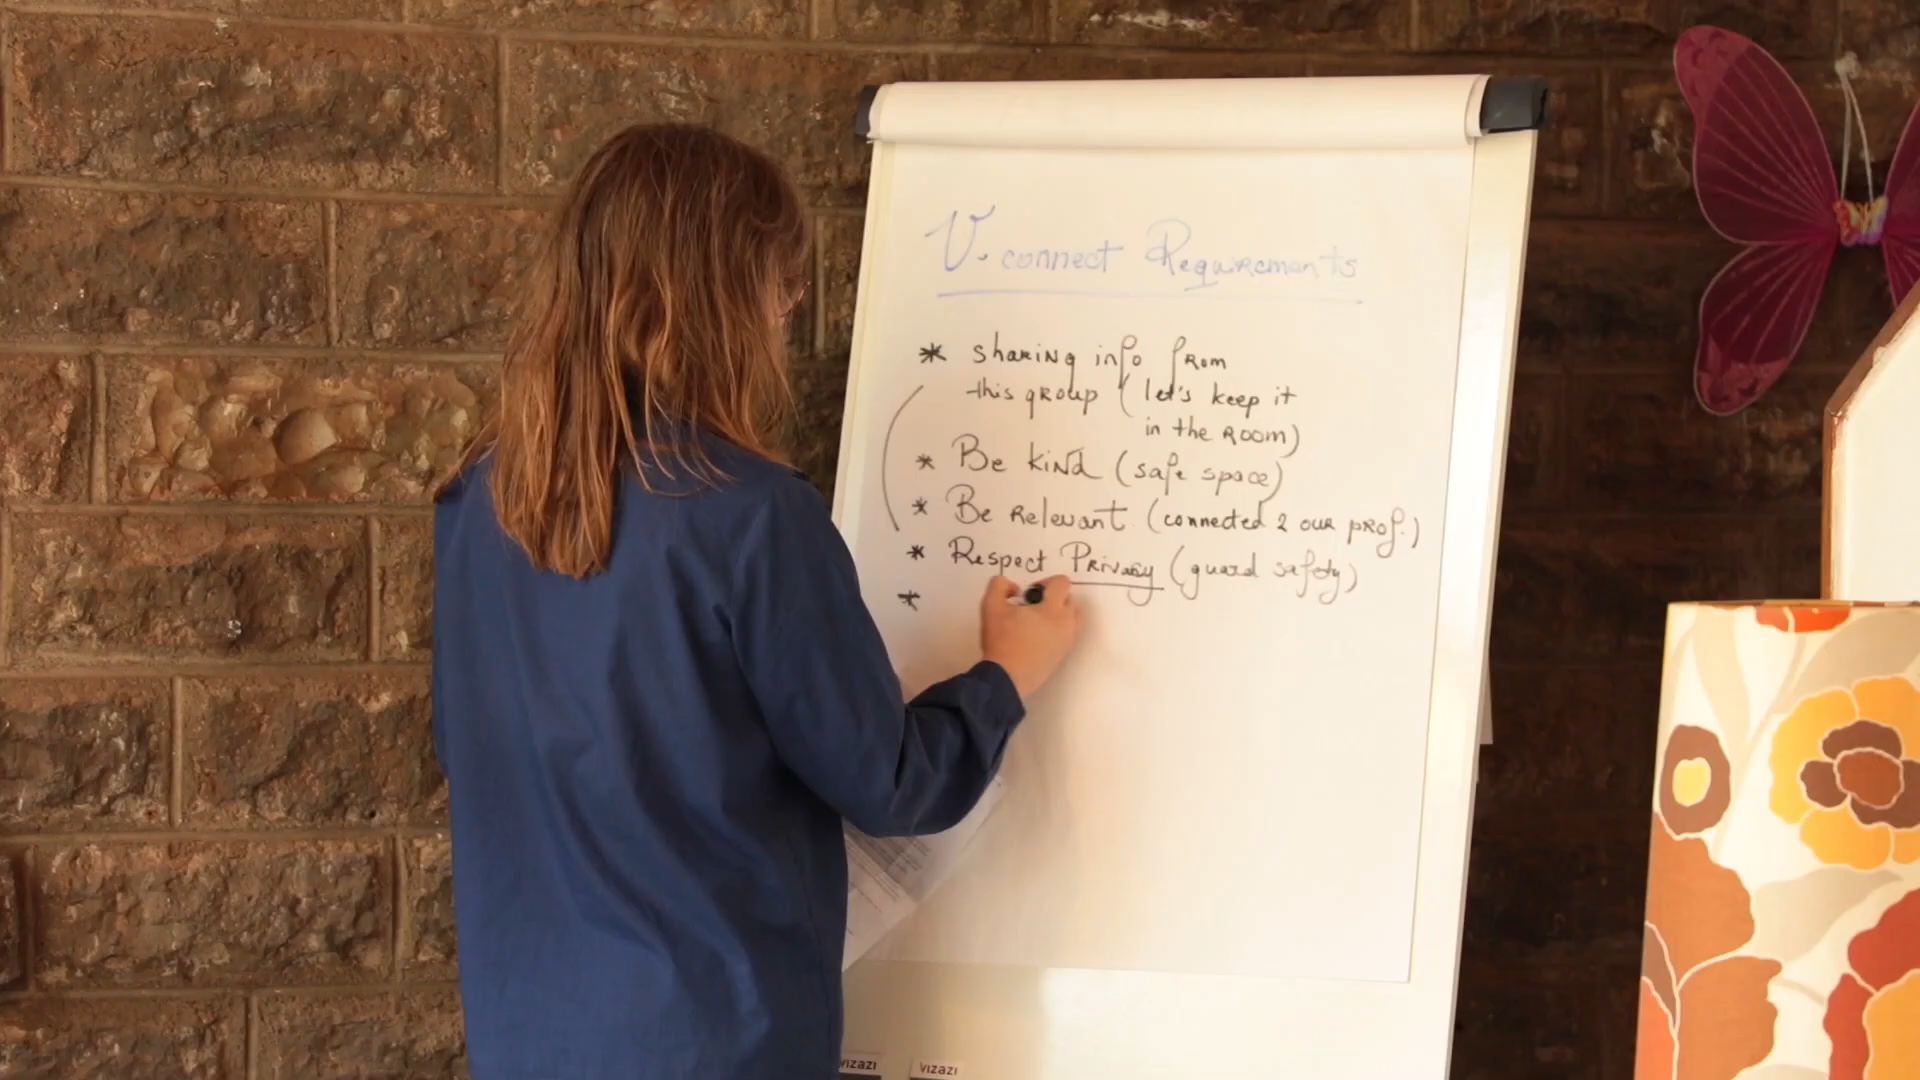 V. connect Requirements
* sharing info from
this group (let's keep it
in the room)
* Be kind (safe space)
* Be Relevant (connected 2 our prof.)
* Respect Privacy (guard safety)
*
VIZAZI
VIZAZI